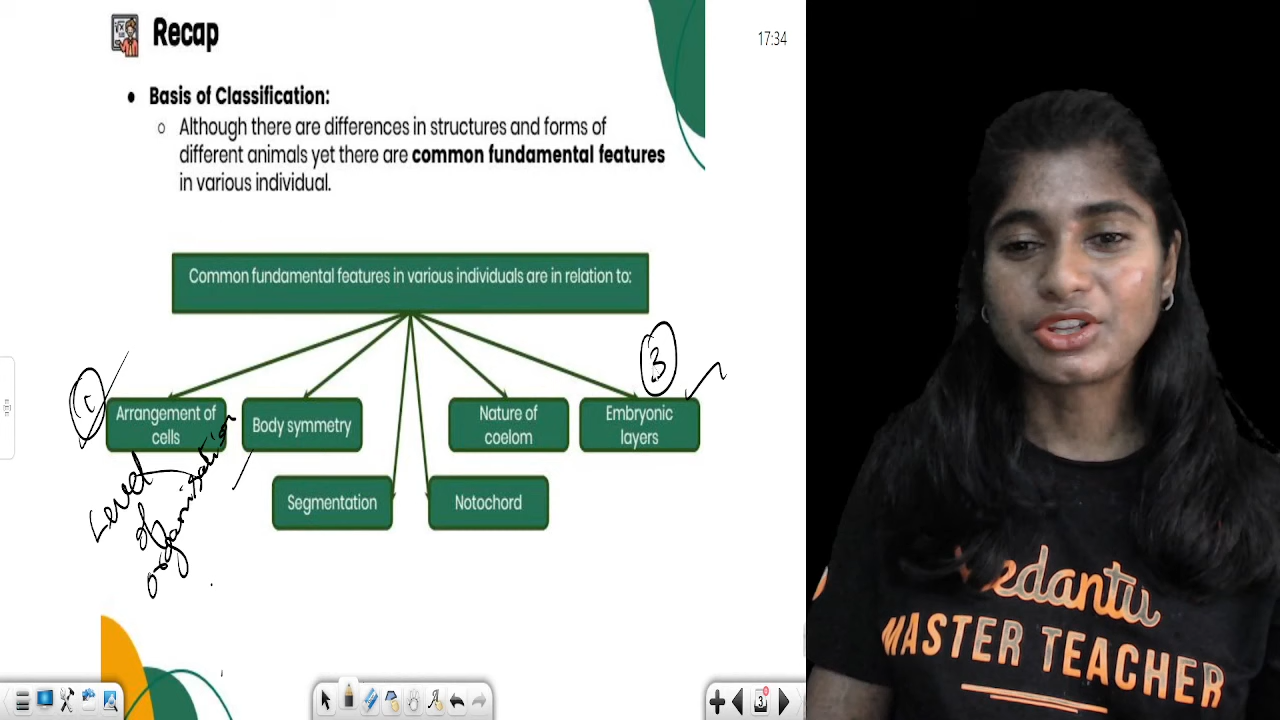 Recap
17:34
● Basis of Classification:
○ Although there are differences in structures and forms of
different animals yet there are common fundamental features
in various individual.
Common fundamental features in various individuals are in relation to:
1
3
Arrangement of
cells
Body symmetry
Nature of
coelom
Embryonic
layers
Segmentation
Notochord
Level
of
organisation
3
Vedantu
MASTER TEACHER